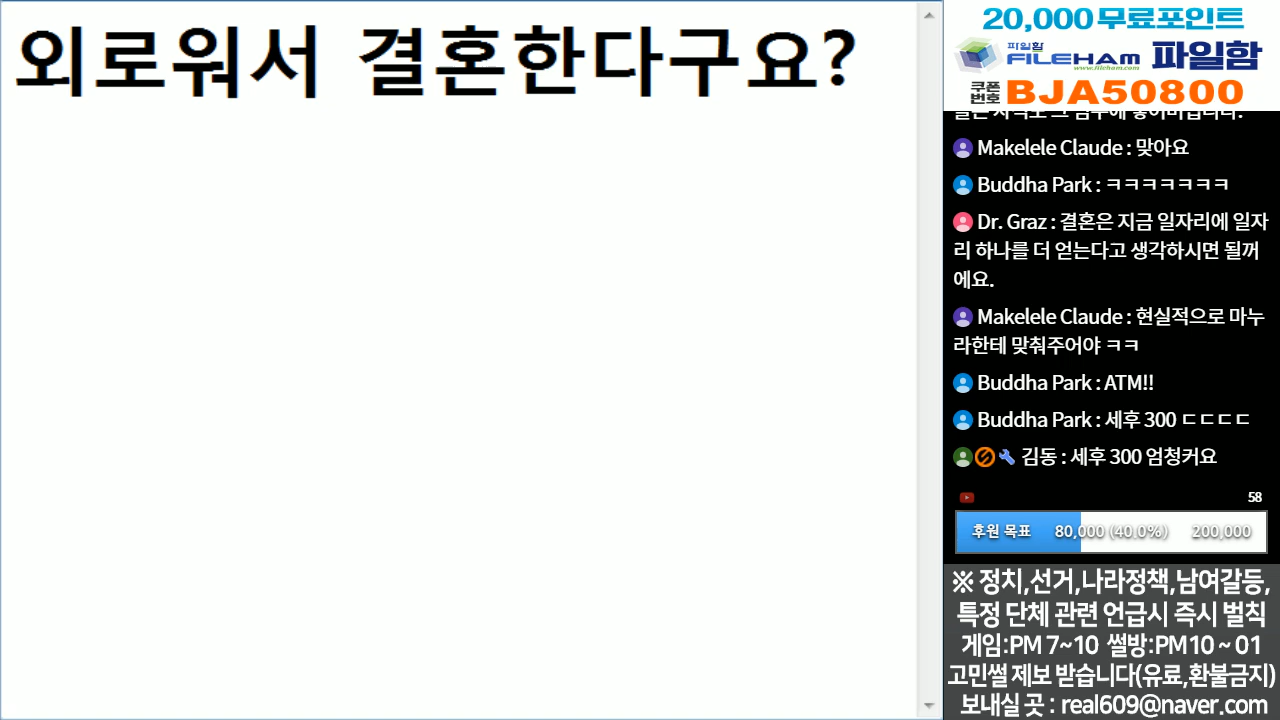 외로워서 결혼한다구요?
20,000 무료포인트
파일함
FILEHAM
www.fileham.com
파일함
쿠폰
번호 BJA50800
Makelele Claude : 맞아요
Buddha Park : ㅋㅋㅋㅋㅋㅋㅋ
Dr. Graz : 결혼은 지금 일자리에 일자
리 하나를 더 얻는다고 생각하시면 될꺼
에요.
Makelele Claude : 현실적으로 마누
라한테 맞춰주어야 ㅋㅋ
Buddha Park : ATM!!
Buddha Park : 세후 300 ㄷㄷㄷㄷ
김동 : 세후 300 엄청커요
58
후원 목표 80,000 (40.0%) 200,000
※ 정치,선거,나라정책,남여갈등,
특정 단체 관련 언급시 즉시 벌칙
게임:PM 7~10 썰방:PM10 ~ 01
고민썰 제보 받습니다(유료,환불금지)
보내실 곳 : real609@naver.com